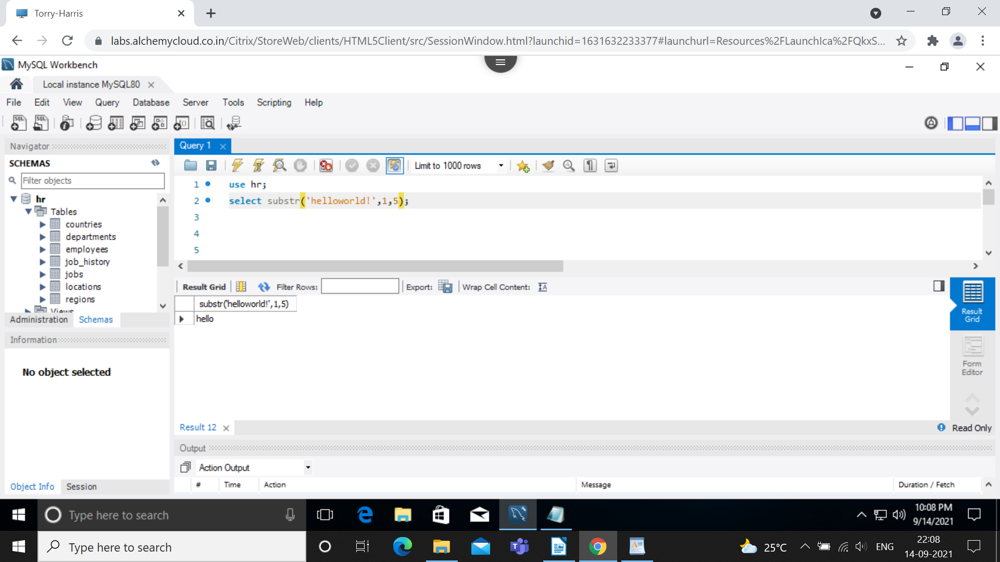 Torry-Harris
labs.alchemycloud.co.in/Citrix/StoreWeb/clients/HTML5Client/src/SessionWindow.html?launchid=1631632233377#launchurl=Resources%2FLaunchIca%2FQkxS...
MySQL Workbench
Local instance MySQL80
File Edit View Query Database Server Tools Scripting Help
Navigator
SCHEMAS
Filter objects
hr
Tables
countries
departments
employees
job_history
jobs
locations
regions
Views
Administration Schemas
Information
No object selected
Object Info Session
Query 1
Limit to 1000 rows
1 use hr;
2 select substr('helloworld!',1,5);
3
4
5
Result Grid Filter Rows: Export: Wrap Cell Content:
substr('helloworld!',1,5)
hello
Result
Grid
Form
Editor
Result 12
Read Only
Output
Action Output
# Time Action Message Duration / Fetch
Type here to search
10:08 PM
9/14/2021
Type here to search
25°C
ENG
22:08
14-09-2021